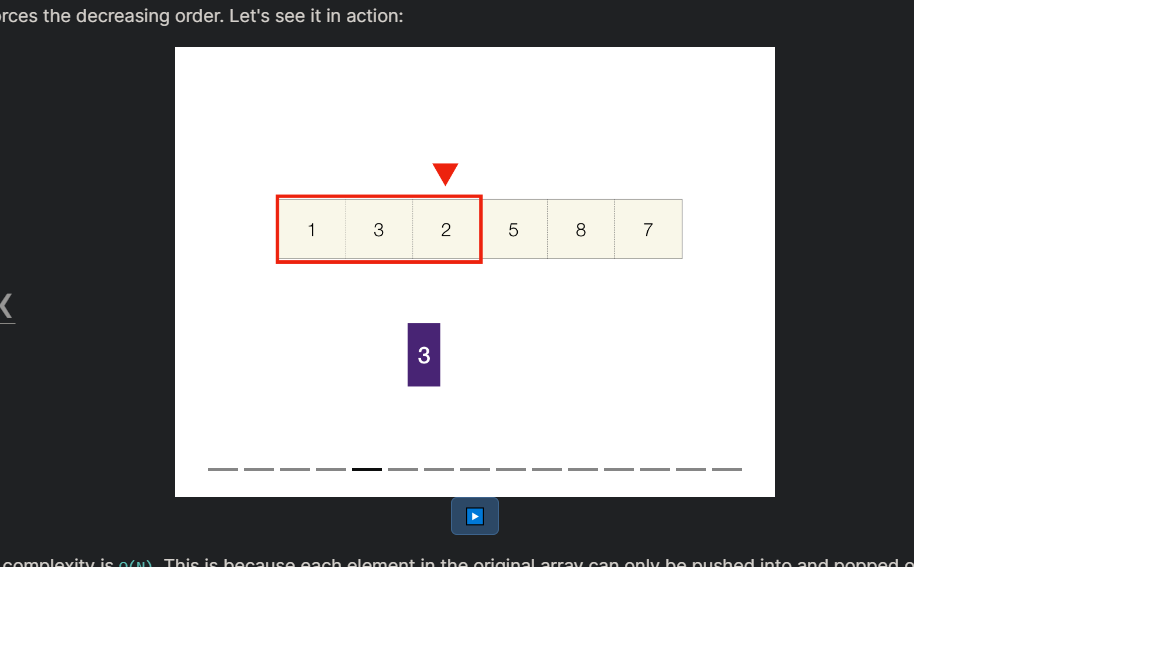 rces the decreasing order. Let's see it in action:
1 3 2 5 8 7
3
complexity is O(N). This is because each element in the original array can only be pushed into and popped o